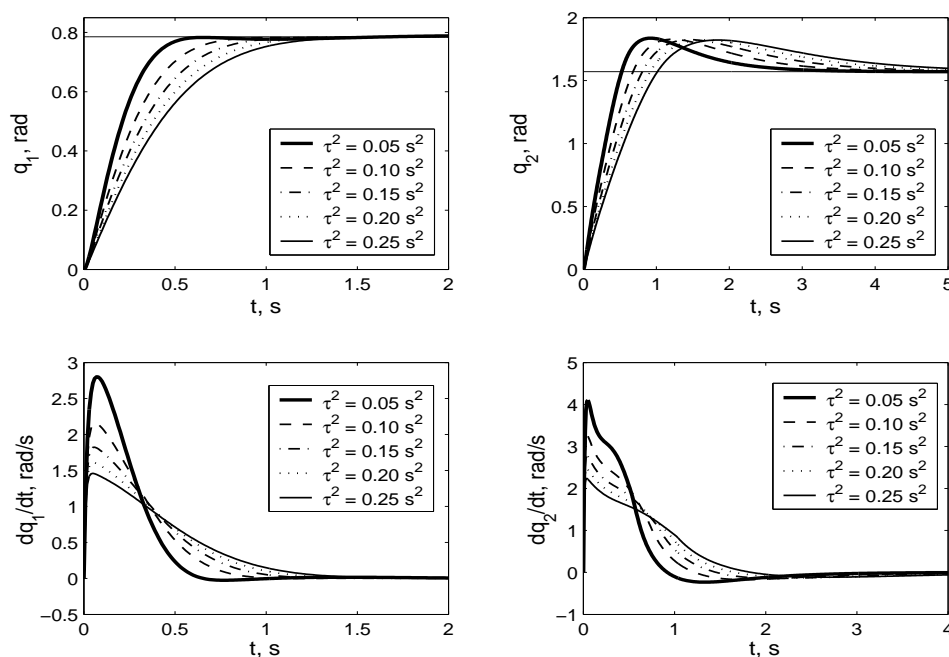 0.8
0.6
0.4
0.2
0
q₁, rad
τ² = 0.05 s²
τ² = 0.10 s²
τ² = 0.15 s²
τ² = 0.20 s²
τ² = 0.25 s²
0 0.5 1 1.5 2
t, s
2
1.5
1
0.5
0
q₂, rad
τ² = 0.05 s²
τ² = 0.10 s²
τ² = 0.15 s²
τ² = 0.20 s²
τ² = 0.25 s²
0 1 2 3 4 5
t, s
3
2.5
2
1.5
1
0.5
0
−0.5
dq₁/dt, rad/s
τ² = 0.05 s²
τ² = 0.10 s²
τ² = 0.15 s²
τ² = 0.20 s²
τ² = 0.25 s²
0 0.5 1 1.5 2
t, s
5
4
3
2
1
0
−1
dq₂/dt, rad/s
τ² = 0.05 s²
τ² = 0.10 s²
τ² = 0.15 s²
τ² = 0.20 s²
τ² = 0.25 s²
0 1 2 3 4
t, s